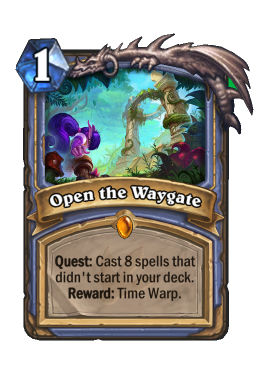 1
Open the Waygate
Quest: Cast 8 spells that
didn't start in your deck.
Reward: Time Warp.